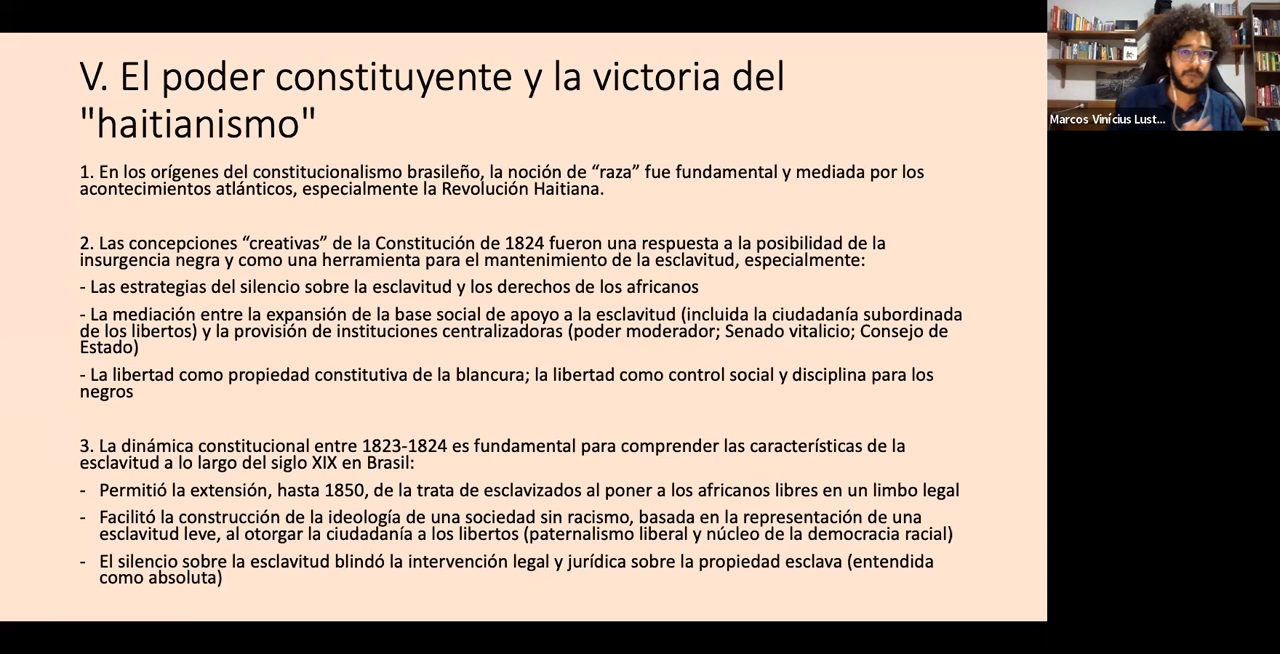 V. El poder constituyente y la victoria del
"haitianismo"
1. En los orígenes del constitucionalismo brasileño, la noción de “raza” fue fundamental y mediada por los
acontecimientos atlánticos, especialmente la Revolución Haitiana.
2. Las concepciones “creativas” de la Constitución de 1824 fueron una respuesta a la posibilidad de la
insurgencia negra y como una herramienta para el mantenimiento de la esclavitud, especialmente:
- Las estrategias del silencio sobre la esclavitud y los derechos de los africanos
- La mediación entre la expansión de la base social de apoyo a la esclavitud (incluida la ciudadanía subordinada
de los libertos) y la provisión de instituciones centralizadoras (poder moderador; Senado vitalicio; Consejo de
Estado)
- La libertad como propiedad constitutiva de la blancura; la libertad como control social y disciplina para los
negros
3. La dinámica constitucional entre 1823-1824 es fundamental para comprender las características de la
esclavitud a lo largo del siglo XIX en Brasil:
- Permitió la extensión, hasta 1850, de la trata de esclavizados al poner a los africanos libres en un limbo legal
- Facilitó la construcción de la ideología de una sociedad sin racismo, basada en la representación de una
esclavitud leve, al otorgar la ciudadanía a los libertos (paternalismo liberal y núcleo de la democracia racial)
- El silencio sobre la esclavitud blindó la intervención legal y jurídica sobre la propiedad esclava (entendida
como absoluta)
Marcos Vinícius Lust...